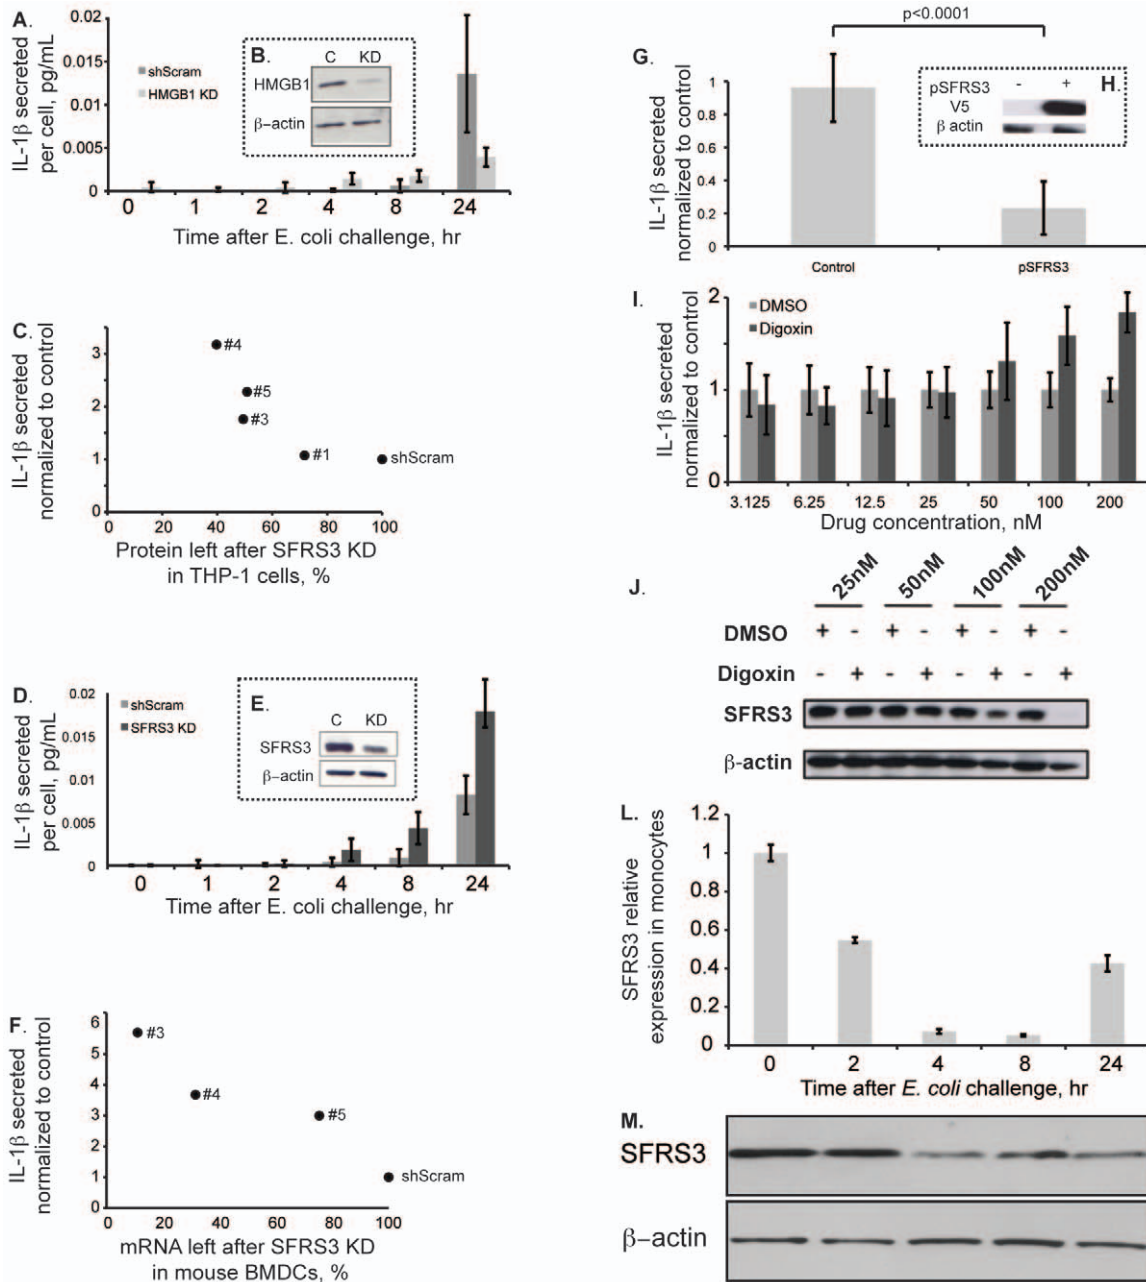 A.
0.02
0.015
0.01
0.005
0
IL-1β secreted
per cell, pg/mL
shScram
HMGB1 KD
B.
C KD
HMGB1
β-actin
0 1 2 4 8 24
Time after E. coli challenge, hr
C.
IL-1β secreted
normalized to control
3
2
1
0
#4
#5
#3
#1
shScram
0 20 40 60 80 100
Protein left after SFRS3 KD
in THP-1 cells, %
D.
0.02
0.015
0.01
0.005
0
IL-1β secreted
per cell, pg/mL
shScram
SFRS3 KD
E.
C KD
SFRS3
β-actin
0 1 2 4 8 24
Time after E. coli challenge, hr
F.
IL-1β secreted
normalized to control
6
5
4
3
2
1
0
#3
#4
#5
shScram
0 20 40 60 80 100
mRNA left after SFRS3 KD
in mouse BMDCs, %
p<0.0001
G.
IL-1β secreted
normalized to control
1
0.8
0.6
0.4
0.2
0
H.
pSFRS3 - +
V5
β actin
Control pSFRS3
I.
IL-1β secreted
normalized to control
2
1
0
DMSO
Digoxin
3.125 6.25 12.5 25 50 100 200
Drug concentration, nM
J.
25nM 50nM 100nM 200nM
DMSO + - + - + - + -
Digoxin - + - + - + - +
SFRS3
β-actin
L.
SFRS3 relative
expression in monocytes
1.2
1
0.8
0.6
0.4
0.2
0
0 2 4 8 24
Time after E. coli challenge, hr
M.
SFRS3
β-actin